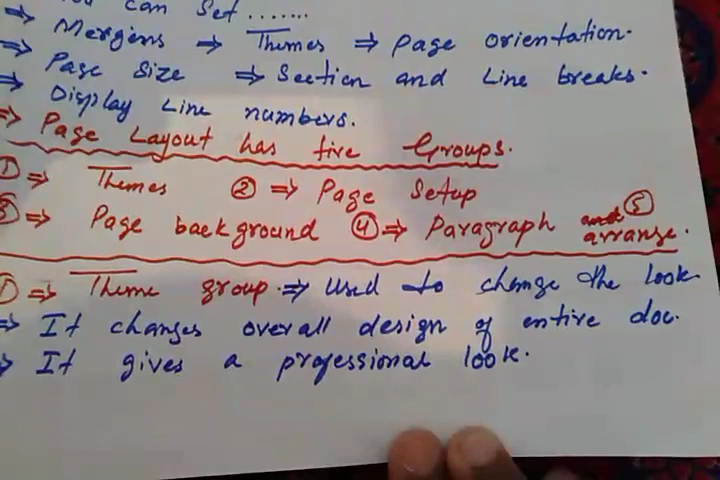 You can set.......
⇒ Mergens ⇒ Themes ⇒ Page orientation.
⇒ Page Size ⇒ Section and Line breaks.
⇒ Display Line numbers.
⇒ Page Layout has five Groups.
① ⇒ Themes ② ⇒ Page Setup
③ ⇒ Page background ④ ⇒ Paragraph and ⑤ arrange.
① ⇒ Theme group. ⇒ Used to change the look.
⇒ It changes overall design of entire doc.
⇒ It gives a professional look.